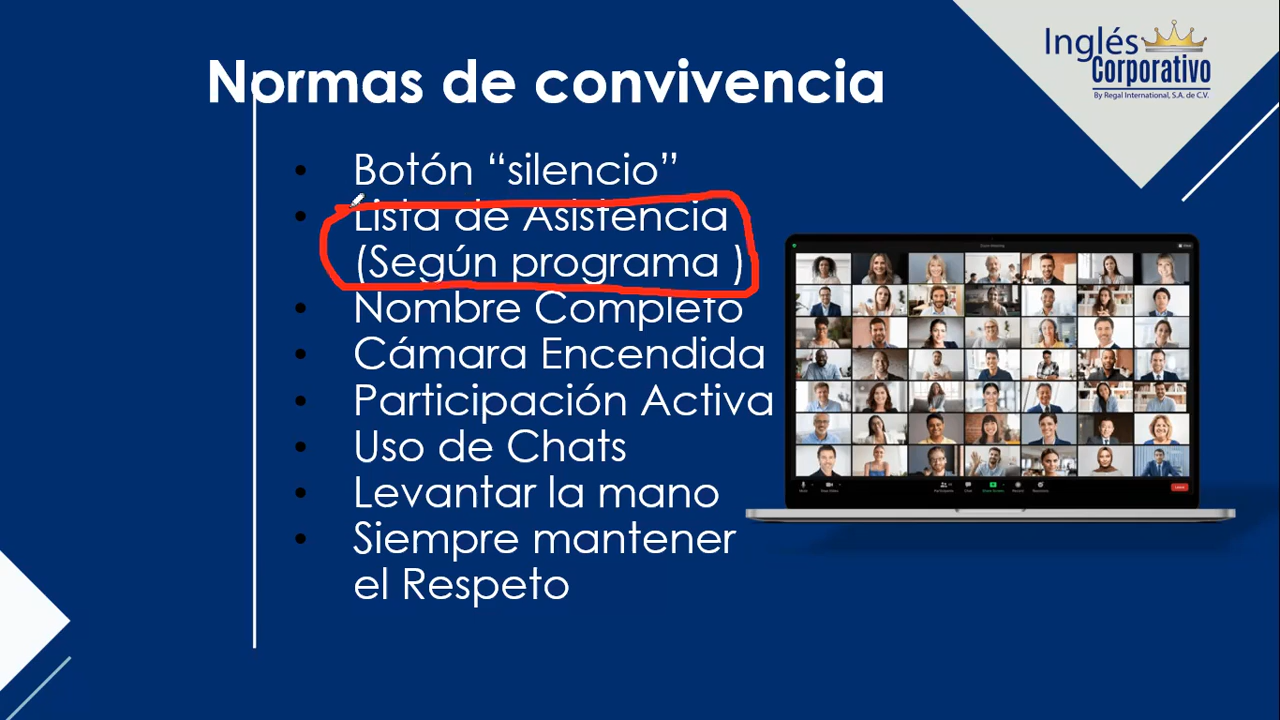 Inglés
Corporativo
By Regal International, S.A. de C.V.
Normas de convivencia
Botón “silencio”
Lista de Asistencia
(Según programa )
Nombre Completo
Cámara Encendida
Participación Activa
Uso de Chats
Levantar la mano
Siempre mantener
el Respeto